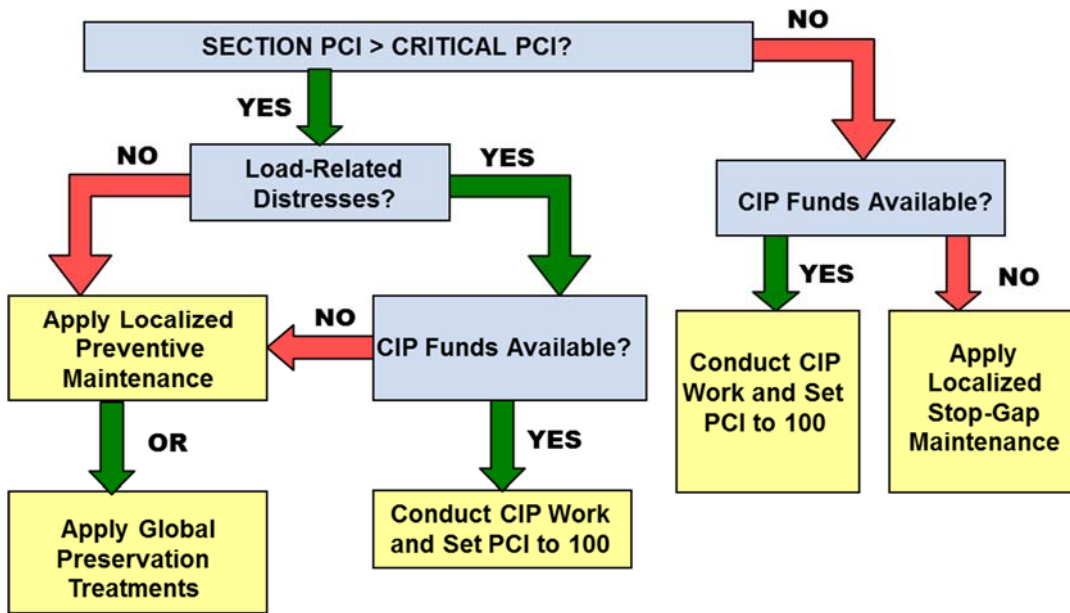 SECTION PCI > CRITICAL PCI?
NO
YES
NO
Load-Related
Distresses?
YES
CIP Funds Available?
YES
NO
Apply Localized
Preventive
Maintenance
NO
CIP Funds Available?
Conduct CIP
Work and Set
PCI to 100
Apply
Localized
Stop-Gap
Maintenance
OR
YES
Apply Global
Preservation
Treatments
Conduct CIP Work
and Set PCI to 100